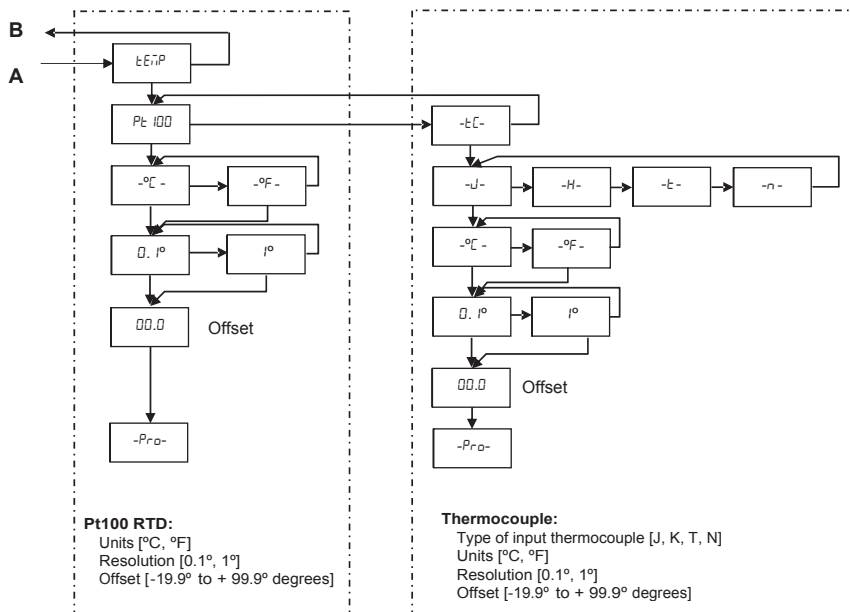 B
A
tEmP
Pt 100
-tC-
-ºC -
-ºF-
-J-
-H-
-t-
-n-
0.1º
1º
-ºC -
-ºF-
00.0
Offset
0.1º
1º
00.0
Offset
-Pro-
-Pro-
Pt100 RTD:
Units [ºC, ºF]
Resolution [0.1º, 1º]
Offset [-19.9º to + 99.9º degrees]
Thermocouple:
Type of input thermocouple [J, K, T, N]
Units [ºC, ºF]
Resolution [0.1º, 1º]
Offset [-19.9º to + 99.9º degrees]